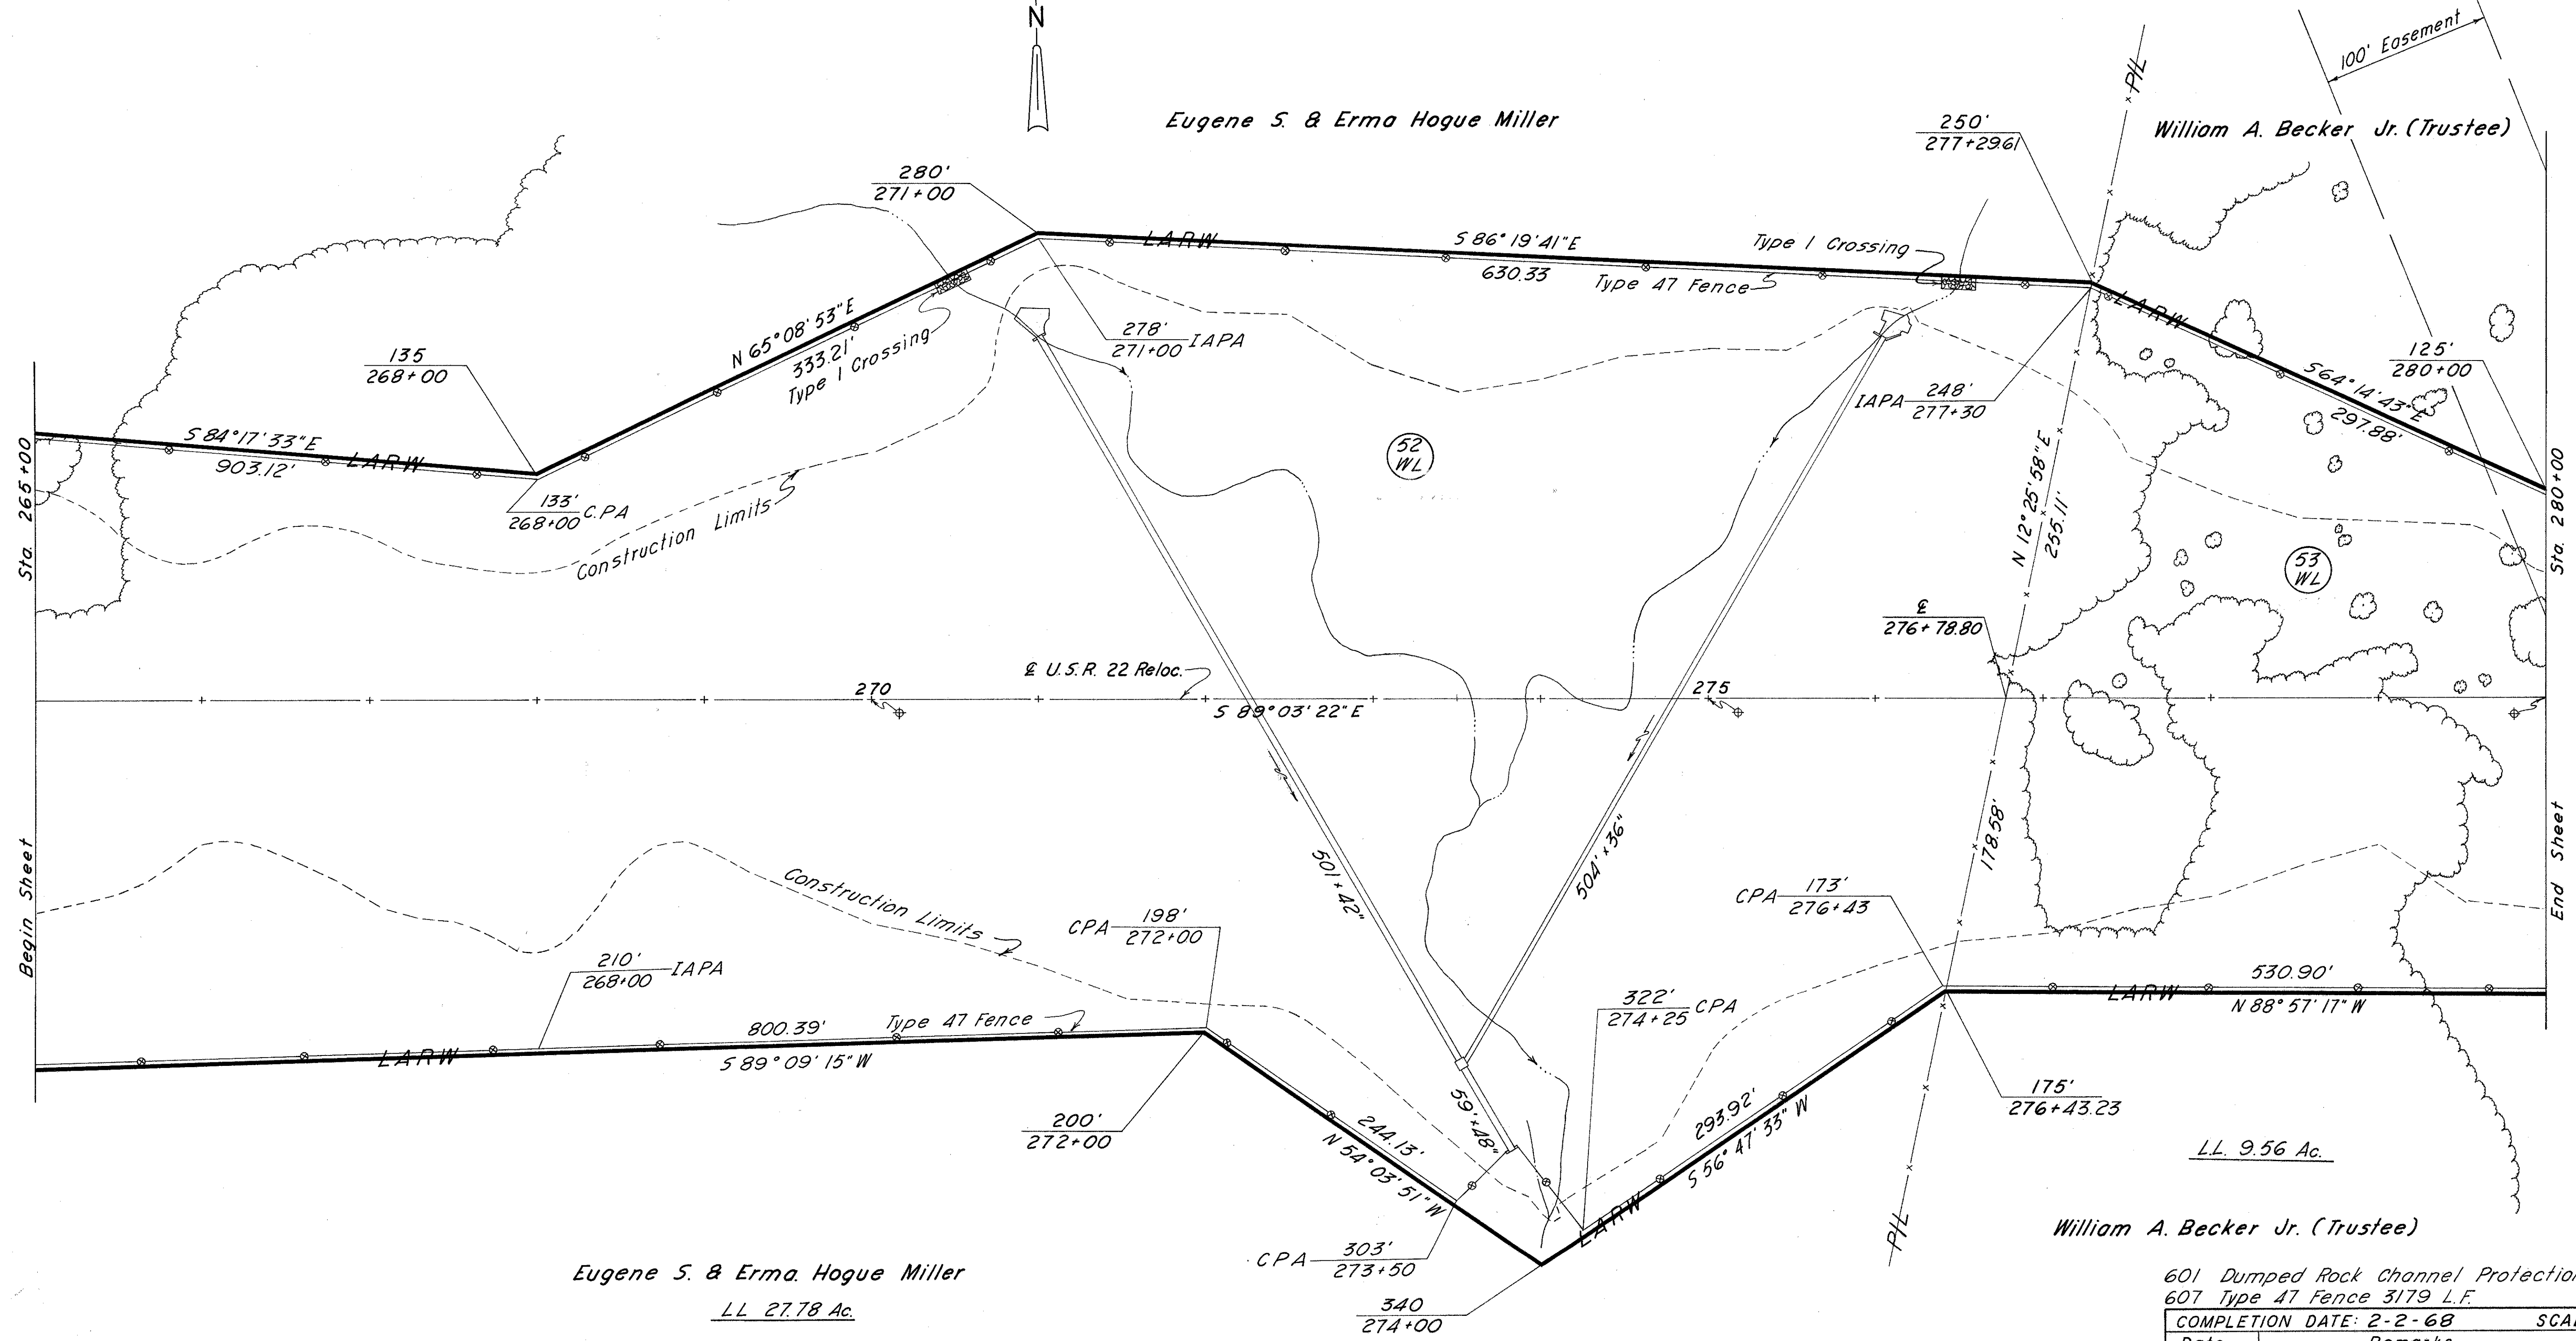 N
100' Easement
Eugene S. & Erma Hogue Miller
William A. Becker Jr. (Trustee)
P/L
250'
277+29.61
280'
271+00
LARW
S 86° 19' 41" E
630.33
Type 1 Crossing
Type 47 Fence
LARW
N 65° 08' 53" E
333.21'
Type 1 Crossing
278'
271+00 IAPA
135
268+00
IAPA 248'
277+30
S 64° 14' 43" E
297.88'
125'
280+00
S 84° 17' 33" E
903.12'
LARW
133'
268+00 C.P.A
Construction Limits
52
WL
N 12° 25' 58" E
255.11'
53
WL
Sta. 265+00
Sta. 280+00
℄
276+78.80
℄ U.S.R. 22 Reloc.
270
275
S 89° 03' 22" E
Begin Sheet
End Sheet
501 x 42"
504' x 36"
178.58'
Construction Limits
CPA 198'
272+00
CPA 173'
276+43
210'
268+00 IAPA
322'
274+25 CPA
530.90'
LARW
N 88° 57' 17" W
800.39'
Type 47 Fence
LARW
S 89° 09' 15" W
175'
276+43.23
200'
272+00
244.13'
N 54° 03' 51" W
59' x 48"
293.92'
S 56° 47' 33" W
LARW
L.L. 9.56 Ac.
P/L
William A. Becker Jr. (Trustee)
CPA 303'
273+50
Eugene S. & Erma Hogue Miller
LL 27.78 Ac.
340
274+00
601 Dumped Rock Channel Protection
607 Type 47 Fence 3179 L.F.
COMPLETION DATE: 2-2-68 SCA
Date Remarks